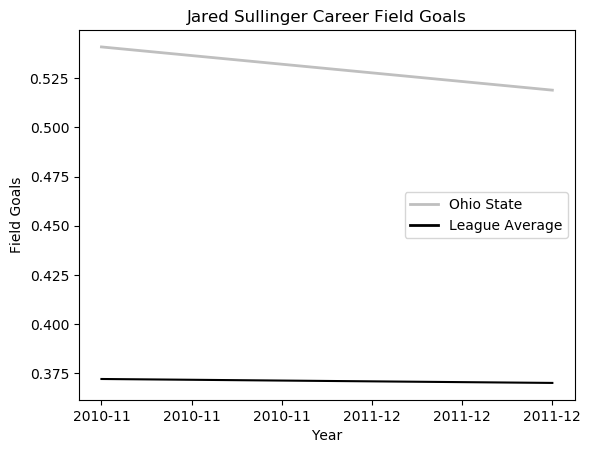 Jared Sullinger Career Field Goals
Field Goals
0.525
0.500
0.475
0.450
0.425
0.400
0.375
Ohio State
League Average
2010-11 2010-11 2010-11 2011-12 2011-12 2011-12
Year